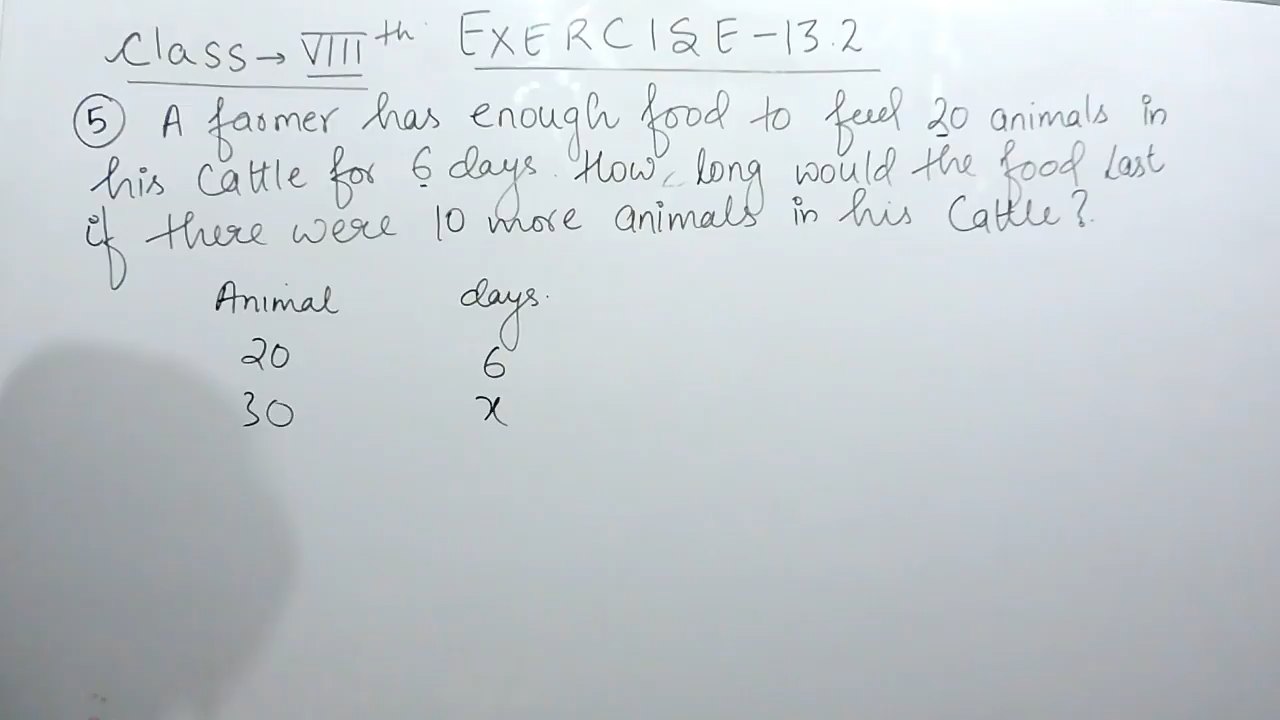 Class → VIIII th EXERCISE-13.2
⑤ A farmer has enough food to feed 20 animals in
his cattle for 6 days. How long would the food last
if there were 10 more animals in his Cattle?
Animal days.
20 6
30 x